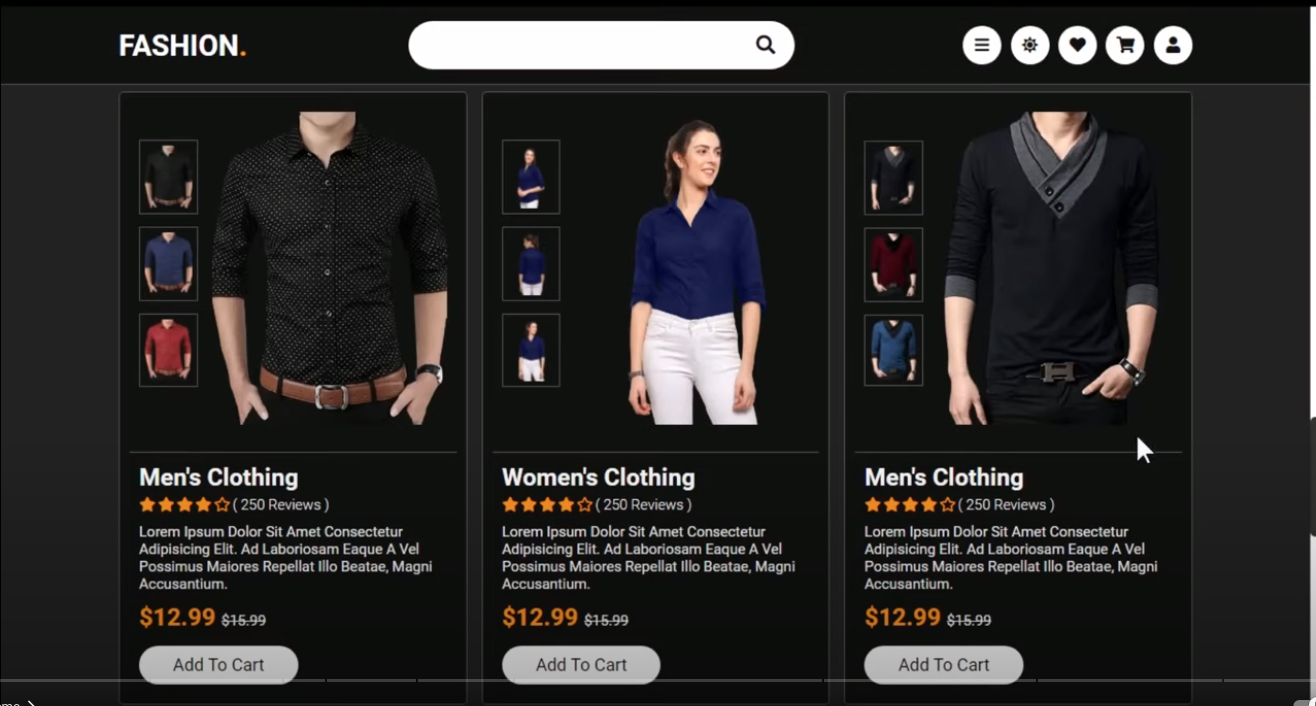 FASHION.
Men's Clothing
( 250 Reviews )
Lorem Ipsum Dolor Sit Amet Consectetur
Adipisicing Elit. Ad Laboriosam Eaque A Vel
Possimus Maiores Repellat Illo Beatae, Magni
Accusantium.
$12.99 $15.99
Add To Cart
Women's Clothing
( 250 Reviews )
Lorem Ipsum Dolor Sit Amet Consectetur
Adipisicing Elit. Ad Laboriosam Eaque A Vel
Possimus Maiores Repellat Illo Beatae, Magni
Accusantium.
$12.99 $15.99
Add To Cart
Men's Clothing
( 250 Reviews )
Lorem Ipsum Dolor Sit Amet Consectetur
Adipisicing Elit. Ad Laboriosam Eaque A Vel
Possimus Maiores Repellat Illo Beatae, Magni
Accusantium.
$12.99 $15.99
Add To Cart